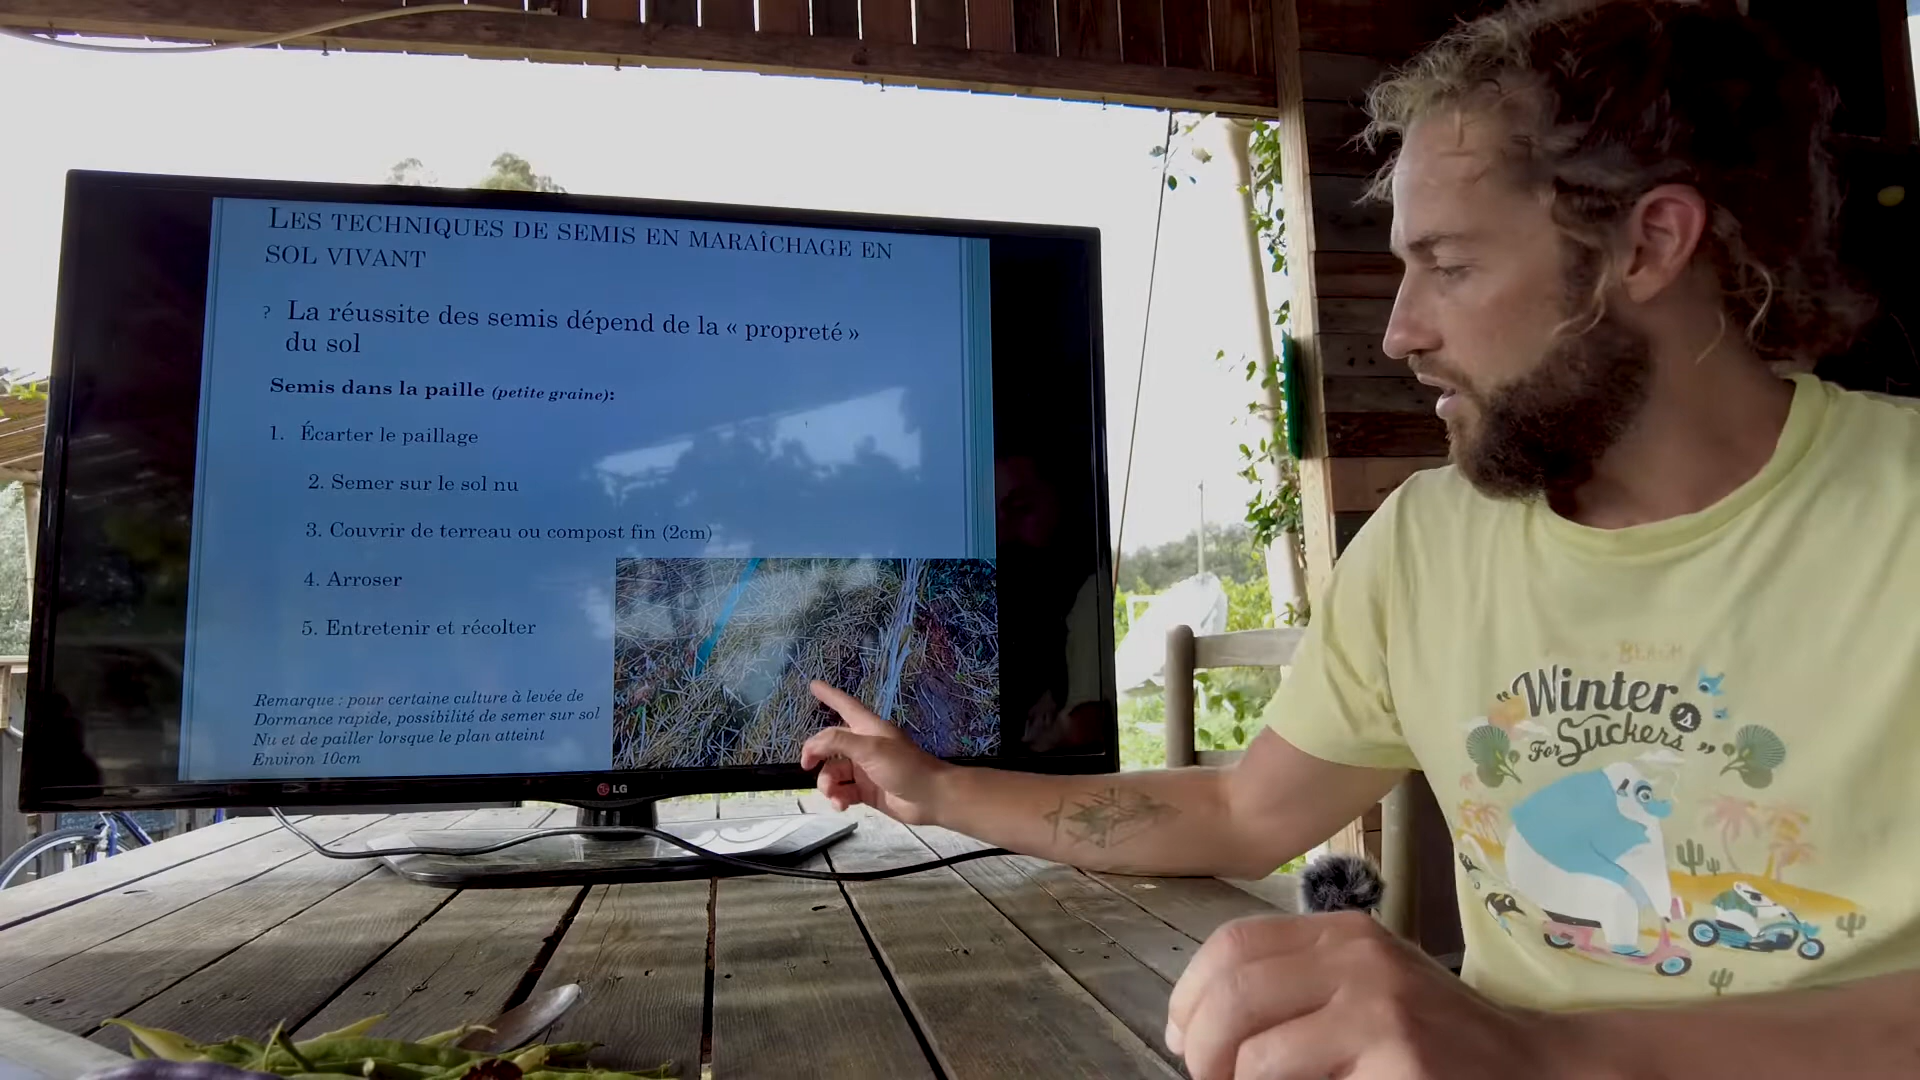 LES TECHNIQUES DE SEMIS EN MARAÎCHAGE EN
SOL VIVANT
? La réussite des semis dépend de la « propreté »
du sol
Semis dans la paille (petite graine):
1. Écarter le paillage
2. Semer sur le sol nu
3. Couvrir de terreau ou compost fin (2cm)
4. Arroser
5. Entretenir et récolter
Remarque : pour certaine culture à levée de
Dormance rapide, possibilité de semer sur sol
Nu et de pailler lorsque le plan atteint
Environ 10cm
LG
BEACH
"Winter's
For Suckers"